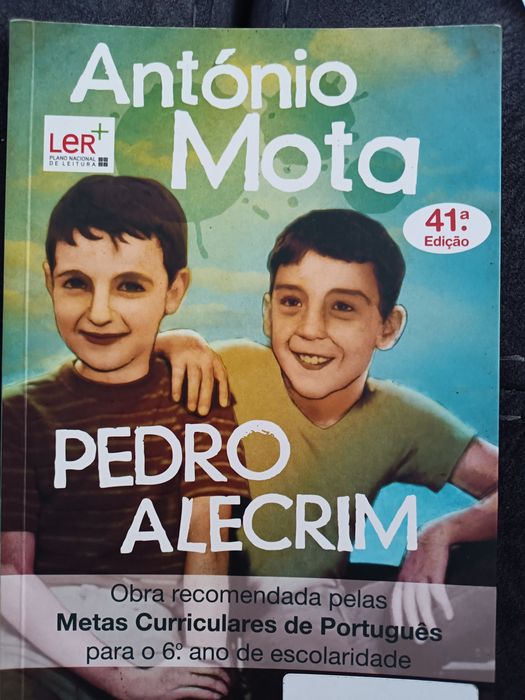 António
Mota
LeR+
PLANO NACIONAL
DE LEITURA
41.ª
Edição
PEDRO
ALECRIM
Obra recomendada pelas
Metas Curriculares de Português
para o 6.º ano de escolaridade